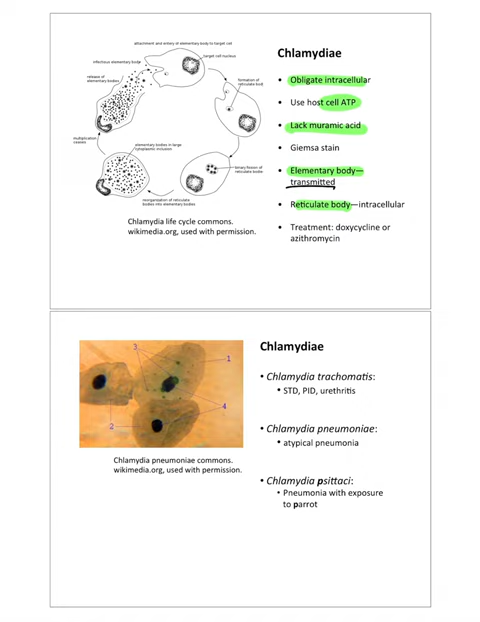 attachment and entery of elementary body to target cell
target cell nucleus
infectious elementary bodys
release of
elementary bodies
formation of
reticulate body
multiplication
ceases
elementary bodies in large
cytoplasmic inclusion
binary fission of
reticulate bodies
reorganization of reticulate
bodies into elementary bodies
Chlamydia life cycle commons.
wikimedia.org, used with permission.
Chlamydiae
• Obligate intracellular
• Use host cell ATP
• Lack muramic acid
• Giemsa stain
• Elementary body—
transmitted
• Reticulate body—intracellular
• Treatment: doxycycline or
azithromycin
3
1
4
2
Chlamydia pneumoniae commons.
wikimedia.org, used with permission.
Chlamydiae
• Chlamydia trachomatis:
• STD, PID, urethritis
• Chlamydia pneumoniae:
• atypical pneumonia
• Chlamydia psittaci:
• Pneumonia with exposure
to parrot